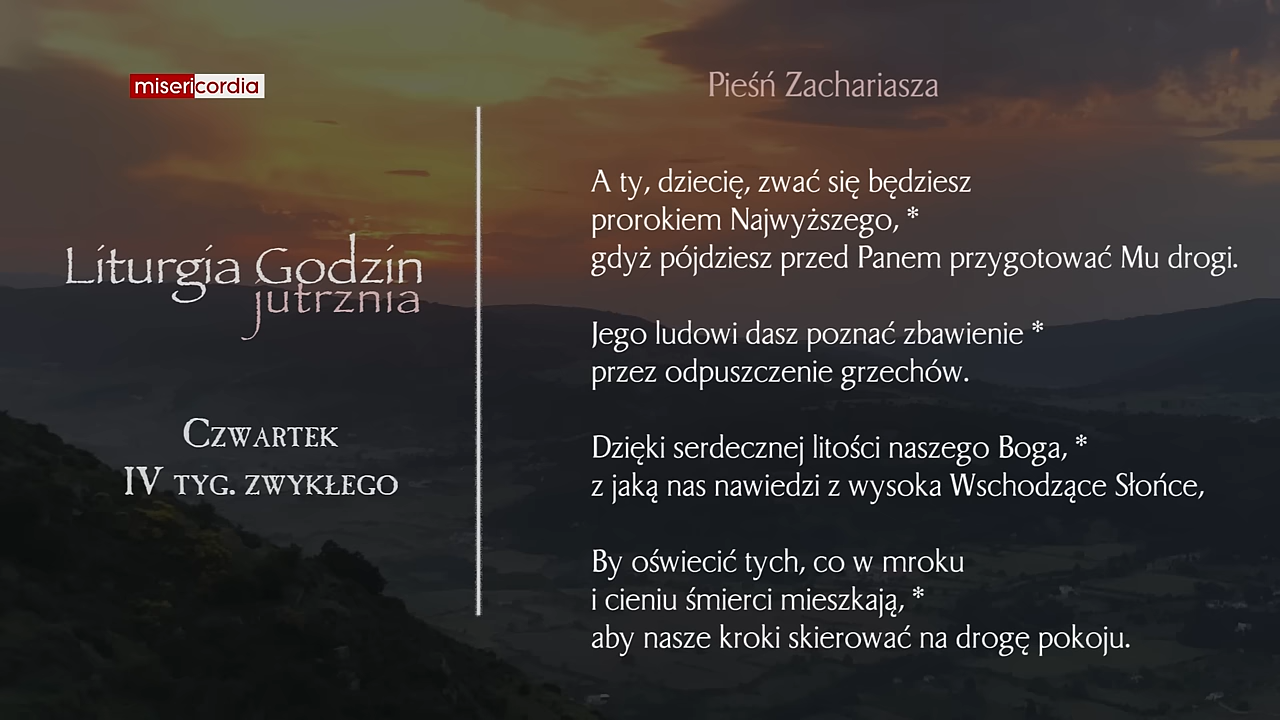 misericordia
Liturgia Godzin
jutrznia
Czwartek
IV tyg. zwykłego
Pieśń Zachariasza
A ty, dziecię, zwać się będziesz
prorokiem Najwyższego, *
gdyż pójdziesz przed Panem przygotować Mu drogi.
Jego ludowi dasz poznać zbawienie *
przez odpuszczenie grzechów.
Dzięki serdecznej litości naszego Boga, *
z jaką nas nawiedzi z wysoka Wschodzące Słońce,
By oświecić tych, co w mroku
i cieniu śmierci mieszkają, *
aby nasze kroki skierować na drogę pokoju.